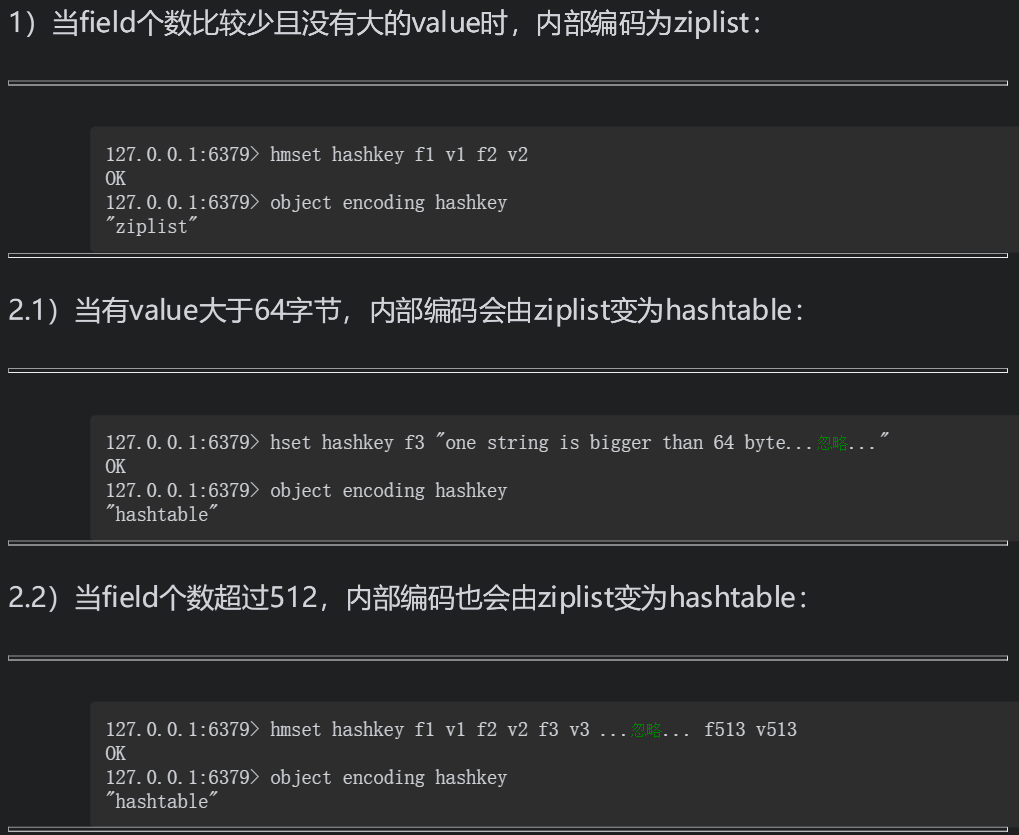 1）当field个数比较少且没有大的value时，内部编码为ziplist：
127.0.0.1:6379> hmset hashkey f1 v1 f2 v2
OK
127.0.0.1:6379> object encoding hashkey
"ziplist"
2.1）当有value大于64字节，内部编码会由ziplist变为hashtable：
127.0.0.1:6379> hset hashkey f3 "one string is bigger than 64 byte...忽略..."
OK
127.0.0.1:6379> object encoding hashkey
"hashtable"
2.2）当field个数超过512，内部编码也会由ziplist变为hashtable：
127.0.0.1:6379> hmset hashkey f1 v1 f2 v2 f3 v3 ...忽略... f513 v513
OK
127.0.0.1:6379> object encoding hashkey
"hashtable"